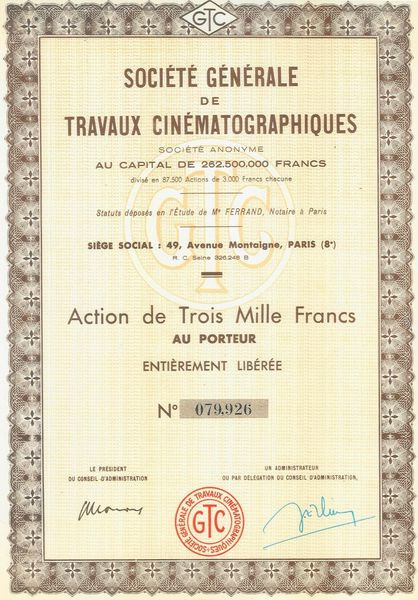 GTC
SOCIÉTÉ GÉNÉRALE
DE
TRAVAUX CINÉMATOGRAPHIQUES
SOCIÉTÉ ANONYME
AU CAPITAL DE 262.500.000 FRANCS
divisé en 87.500 Actions de 3.000 Francs chacune
Statuts déposés en l'Étude de Me FERRAND, Notaire à Paris
SIÈGE SOCIAL : 49, Avenue Montaigne, PARIS (8e)
R. C. Seine 326.248 B
GTC
Action de Trois Mille Francs
AU PORTEUR
ENTIÈREMENT LIBÉRÉE
No 079.926
LE PRÉSIDENT
DU CONSEIL D'ADMINISTRATION
UN ADMINISTRATEUR
OU PAR DÉLÉGATION DU CONSEIL D'ADMINISTRATION,
SOCIÉTÉ GÉNÉRALE DE TRAVAUX CINÉMATOGRAPHIQUES
GTC